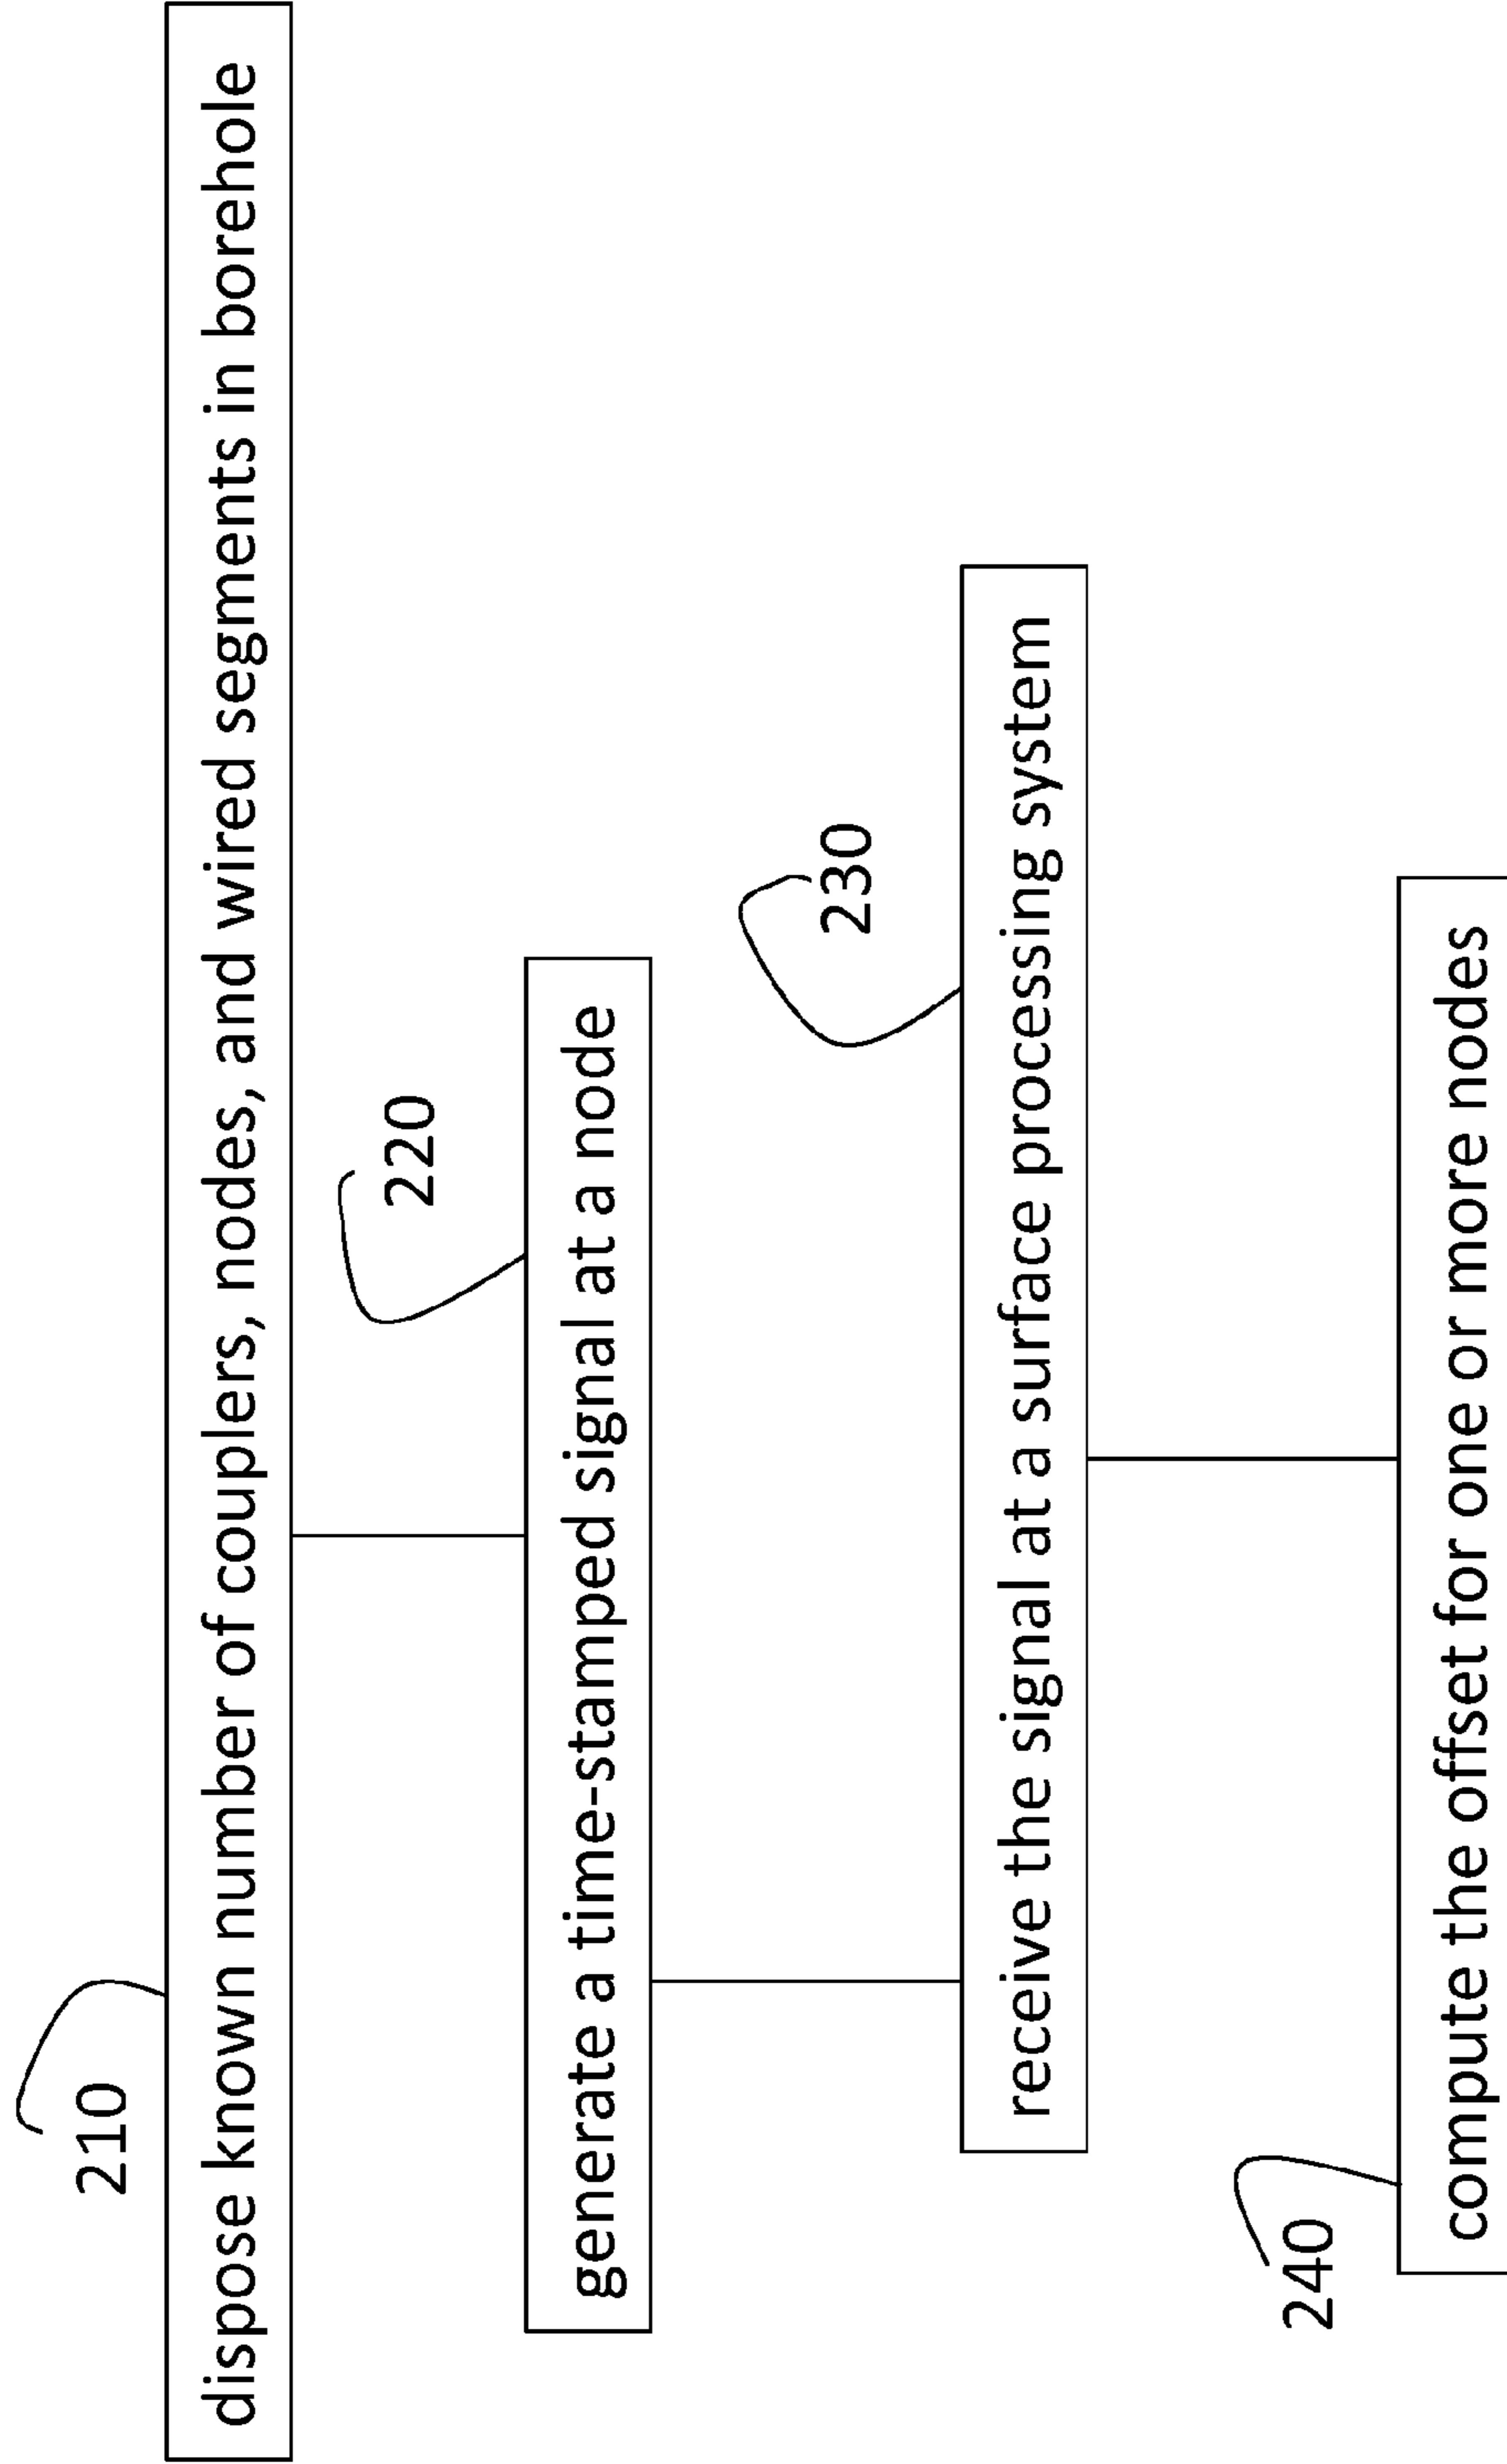 210
dispose known number of couplers, nodes, and wired segments in borehole
220
generate a time-stamped signal at a node
230
receive the signal at a surface processing system
240
compute the offset for one or more nodes